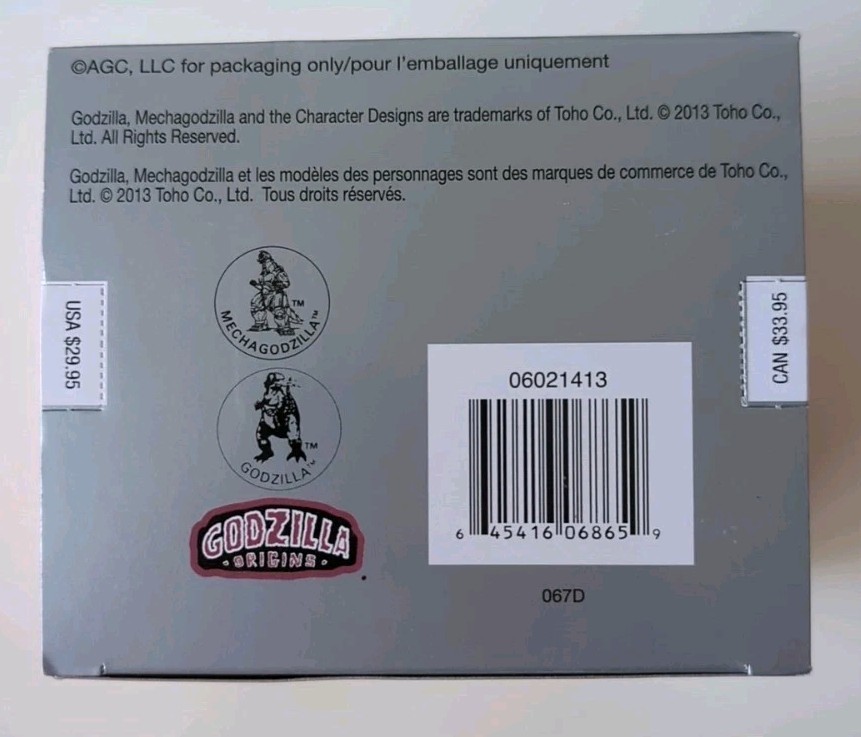 ©AGC, LLC for packaging only/pour l'emballage uniquement
Godzilla, Mechagodzilla and the Character Designs are trademarks of Toho Co., Ltd. © 2013 Toho Co.,
Ltd. All Rights Reserved.
Godzilla, Mechagodzilla et les modèles des personnages sont des marques de commerce de Toho Co.,
Ltd. © 2013 Toho Co., Ltd. Tous droits réservés.
USA $29.95
TM
MECHAGODZILLA™
TM
GODZILLA™
GODZILLA
·ORIGINS·
CAN $33.95
06021413
6 45416 06865 9
067D